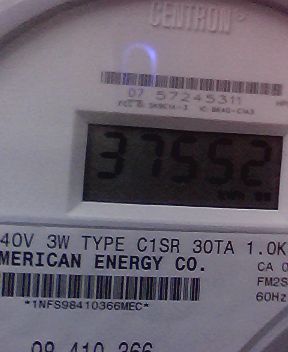 CENTRON®
07 57245311
37552
40V 3W TYPE C1SR 30TA 1.0K
MERICAN ENERGY CO.
CA 0
FM2S
60Hz
*1NFS98410366MEC*
98 410 366